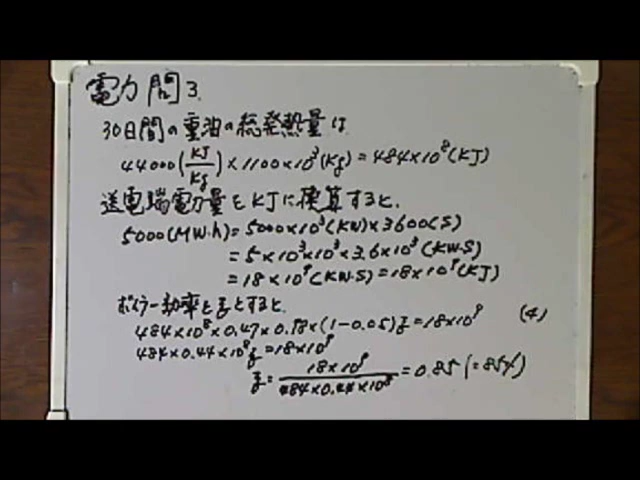 電力 問3.
30日間の重油の総発熱量は
44000(KJ/Kg)×1100×10³(Kg)=484×10⁸(KJ)
送電端電力量をKJに換算すると、
5000(MW·h)=5000×10³(KW)×3600(S)
=5×10³×10³×3.6×10³(KW·S)
=18×10⁹(KW·S)=18×10⁹(KJ)
ボイラー効率をzとすると、
484×10⁸×0.47×0.98×(1-0.05)z=18×10⁹ (4)
484×0.44×10⁸z=18×10⁹
z=18×10⁹/484×0.44×10⁸=0.85(=85%)